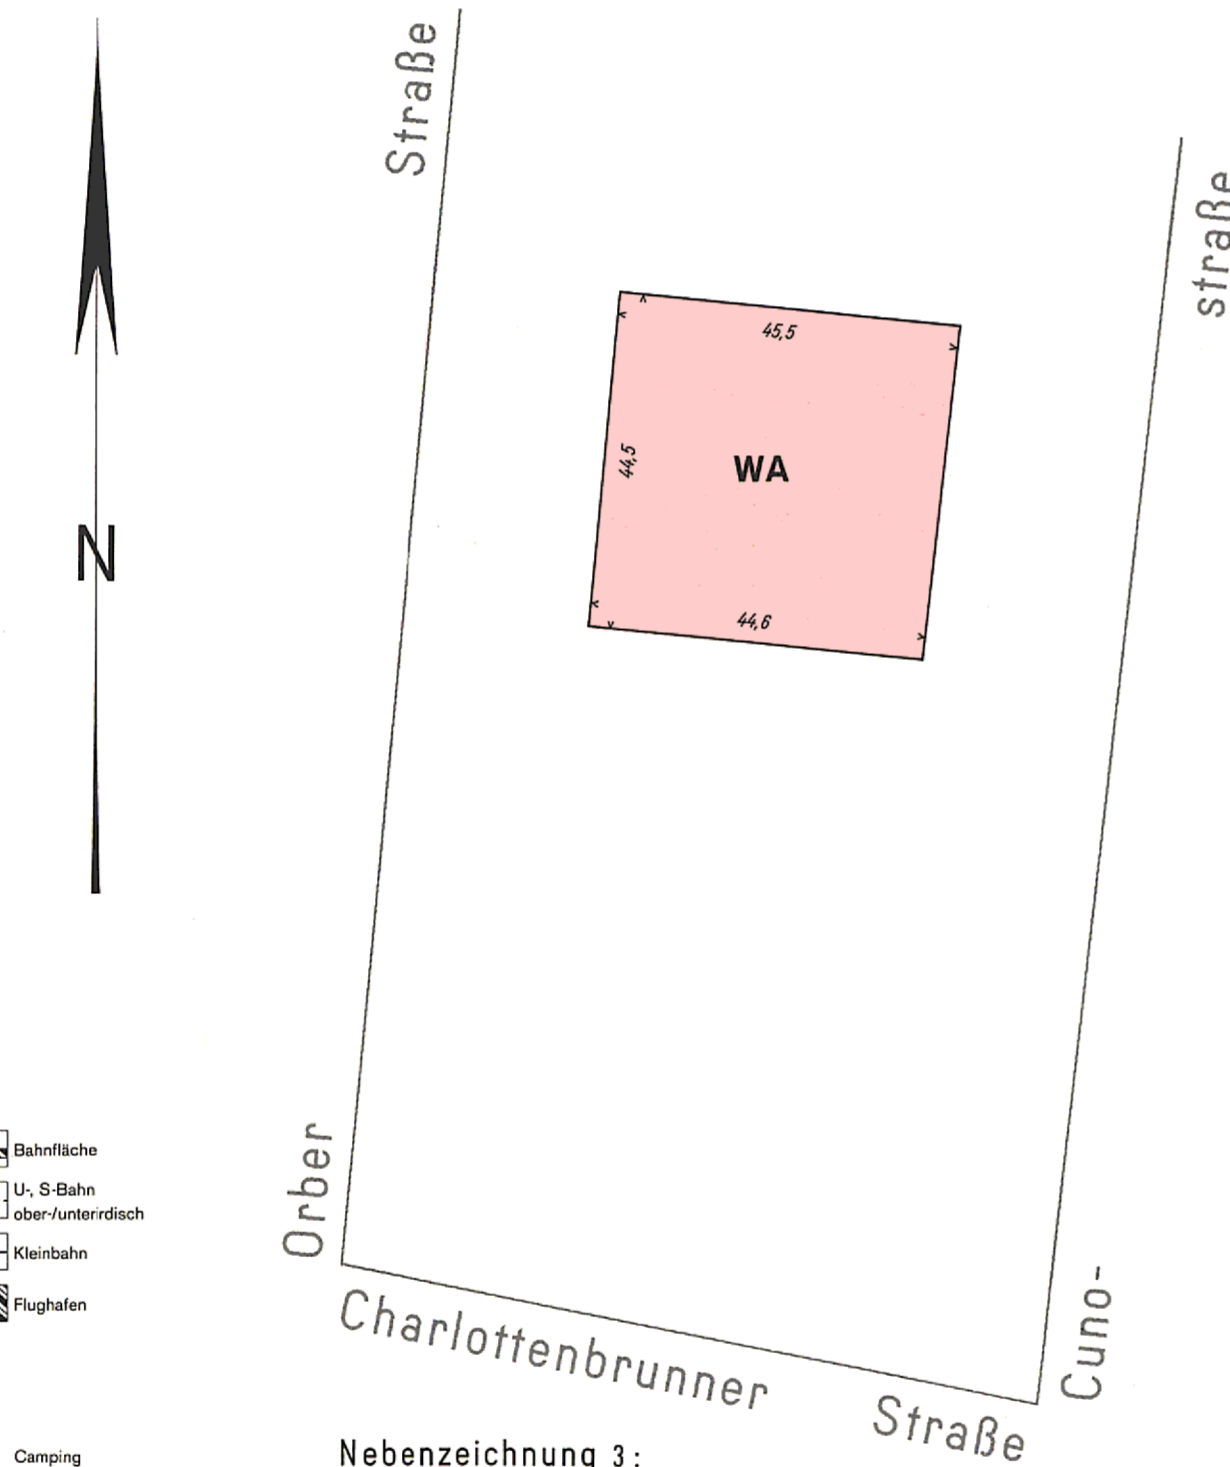 Straße
straße
45,5
44,5
WA
N
44,6
Orber
Cuno-
Charlottenbrunner Straße
Bahnfläche
U-, S-Bahn
ober-/unterirdisch
Kleinbahn
Flughafen
Camping
Nebenzeichnung 3: